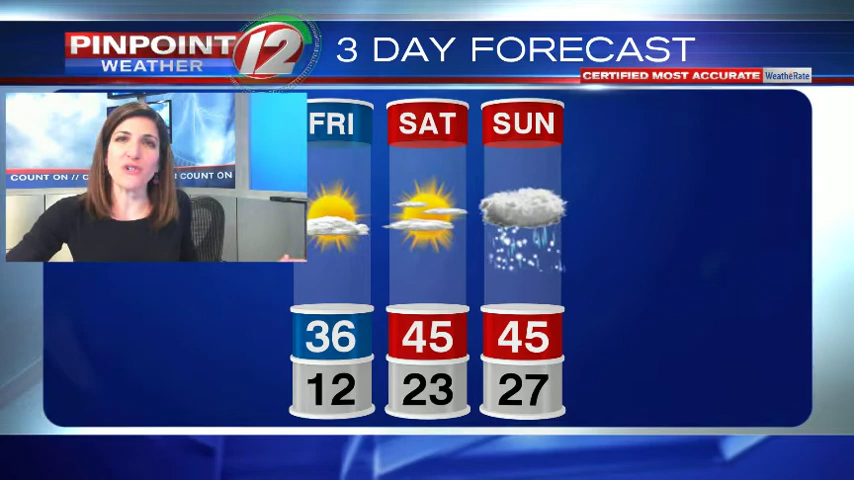 PINPOINT 12
WEATHER
3 DAY FORECAST
CERTIFIED MOST ACCURATE WeatheRate
COUNT ON // C
COUNT ON
FRI SAT SUN
36 45 45
12 23 27